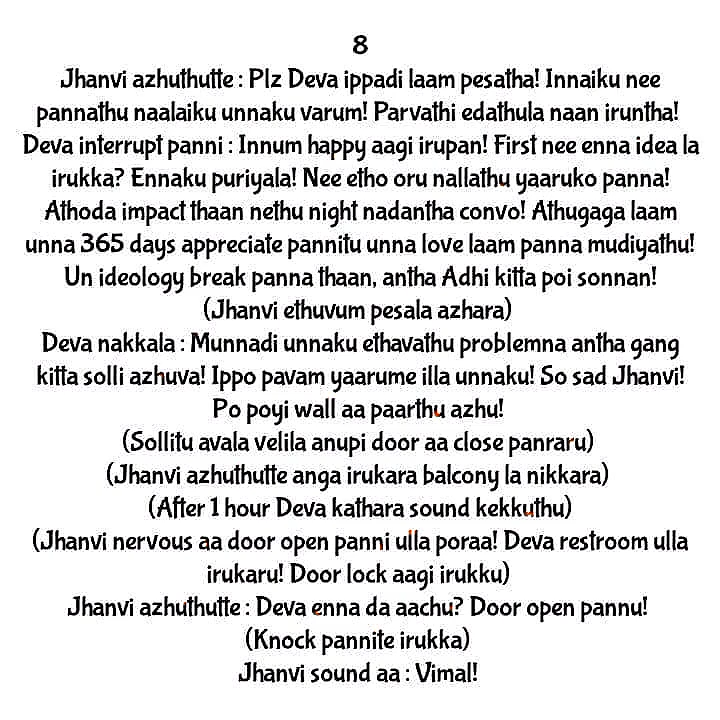 8
Jhanvi azhuthutte : Plz Deva ippadi laam pesatha! Innaiku nee
pannathu naalaiku unnaku varum! Parvathi edathula naan iruntha!
Deva interrupt panni : Innum happy aagi irupan! First nee enna idea la
irukka? Ennaku puriyala! Nee etho oru nallathu yaaruko panna!
Athoda impact thaan nethu night nadantha convo! Athugaga laam
unna 365 days appreciate pannitu unna love laam panna mudiyathu!
Un ideology break panna thaan, antha Adhi kitta poi sonnan!
(Jhanvi ethuvum pesala azhara)
Deva nakkala : Munnadi unnaku ethavathu problemna antha gang
kitta solli azhuva! Ippo pavam yaarume illa unnaku! So sad Jhanvi!
Po poyi wall aa paarthu azhu!
(Sollitu avala velila anupi door aa close panraru)
(Jhanvi azhuthutte anga irukara balcony la nikkara)
(After 1 hour Deva kathara sound kekkuthu)
(Jhanvi nervous aa door open panni ulla poraa! Deva restroom ulla
irukaru! Door lock aagi irukku)
Jhanvi azhuthutte : Deva enna da aachu? Door open pannu!
(Knock pannite irukka)
Jhanvi sound aa : Vimal!